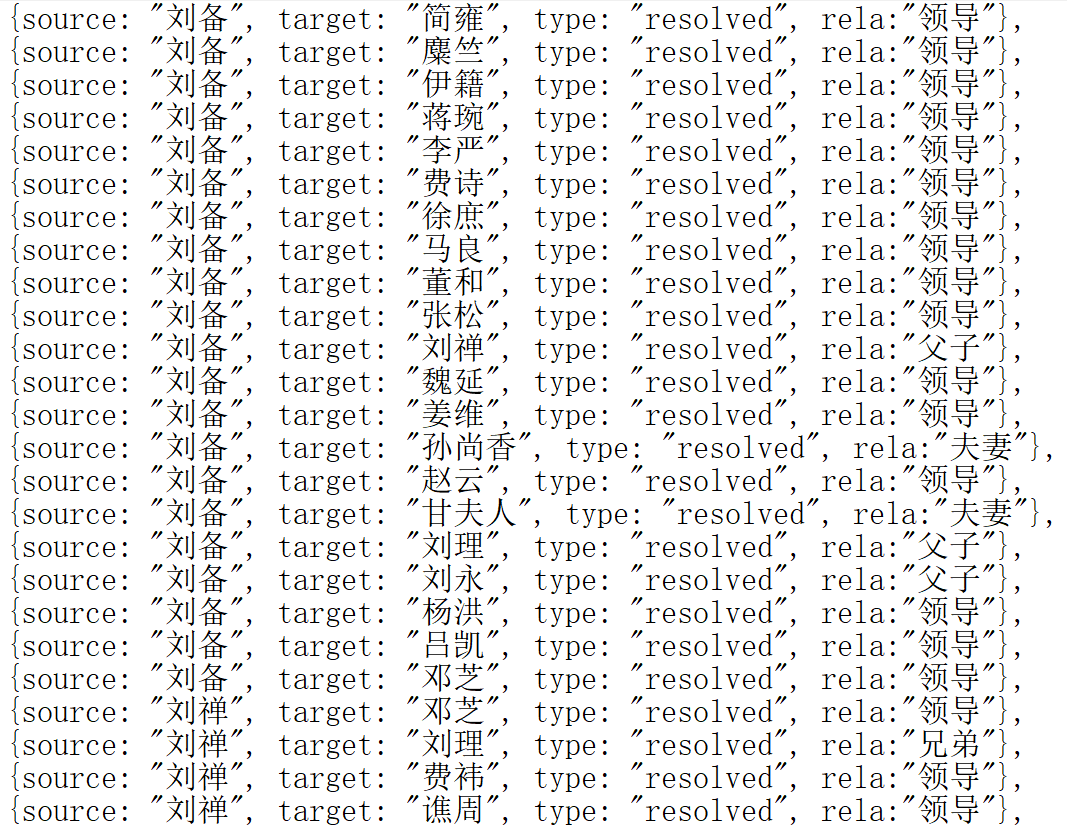 {source: "刘备", target: "简雍", type: "resolved", rela:"领导"},
{source: "刘备", target: "麋竺", type: "resolved", rela:"领导"},
{source: "刘备", target: "伊籍", type: "resolved", rela:"领导"},
{source: "刘备", target: "蒋琬", type: "resolved", rela:"领导"},
{source: "刘备", target: "李严", type: "resolved", rela:"领导"},
{source: "刘备", target: "费诗", type: "resolved", rela:"领导"},
{source: "刘备", target: "徐庶", type: "resolved", rela:"领导"},
{source: "刘备", target: "马良", type: "resolved", rela:"领导"},
{source: "刘备", target: "董和", type: "resolved", rela:"领导"},
{source: "刘备", target: "张松", type: "resolved", rela:"领导"},
{source: "刘备", target: "刘禅", type: "resolved", rela:"父子"},
{source: "刘备", target: "魏延", type: "resolved", rela:"领导"},
{source: "刘备", target: "姜维", type: "resolved", rela:"领导"},
{source: "刘备", target: "孙尚香", type: "resolved", rela:"夫妻"},
{source: "刘备", target: "赵云", type: "resolved", rela:"领导"},
{source: "刘备", target: "甘夫人", type: "resolved", rela:"夫妻"},
{source: "刘备", target: "刘理", type: "resolved", rela:"父子"},
{source: "刘备", target: "刘永", type: "resolved", rela:"父子"},
{source: "刘备", target: "杨洪", type: "resolved", rela:"领导"},
{source: "刘备", target: "吕凯", type: "resolved", rela:"领导"},
{source: "刘备", target: "邓芝", type: "resolved", rela:"领导"},
{source: "刘禅", target: "邓芝", type: "resolved", rela:"领导"},
{source: "刘禅", target: "刘理", type: "resolved", rela:"兄弟"},
{source: "刘禅", target: "费祎", type: "resolved", rela:"领导"},
{source: "刘禅", target: "谯周", type: "resolved", rela:"领导"},